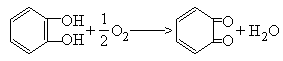 OH
OH + 1/2 O₂ ⟶ O
O + H₂O